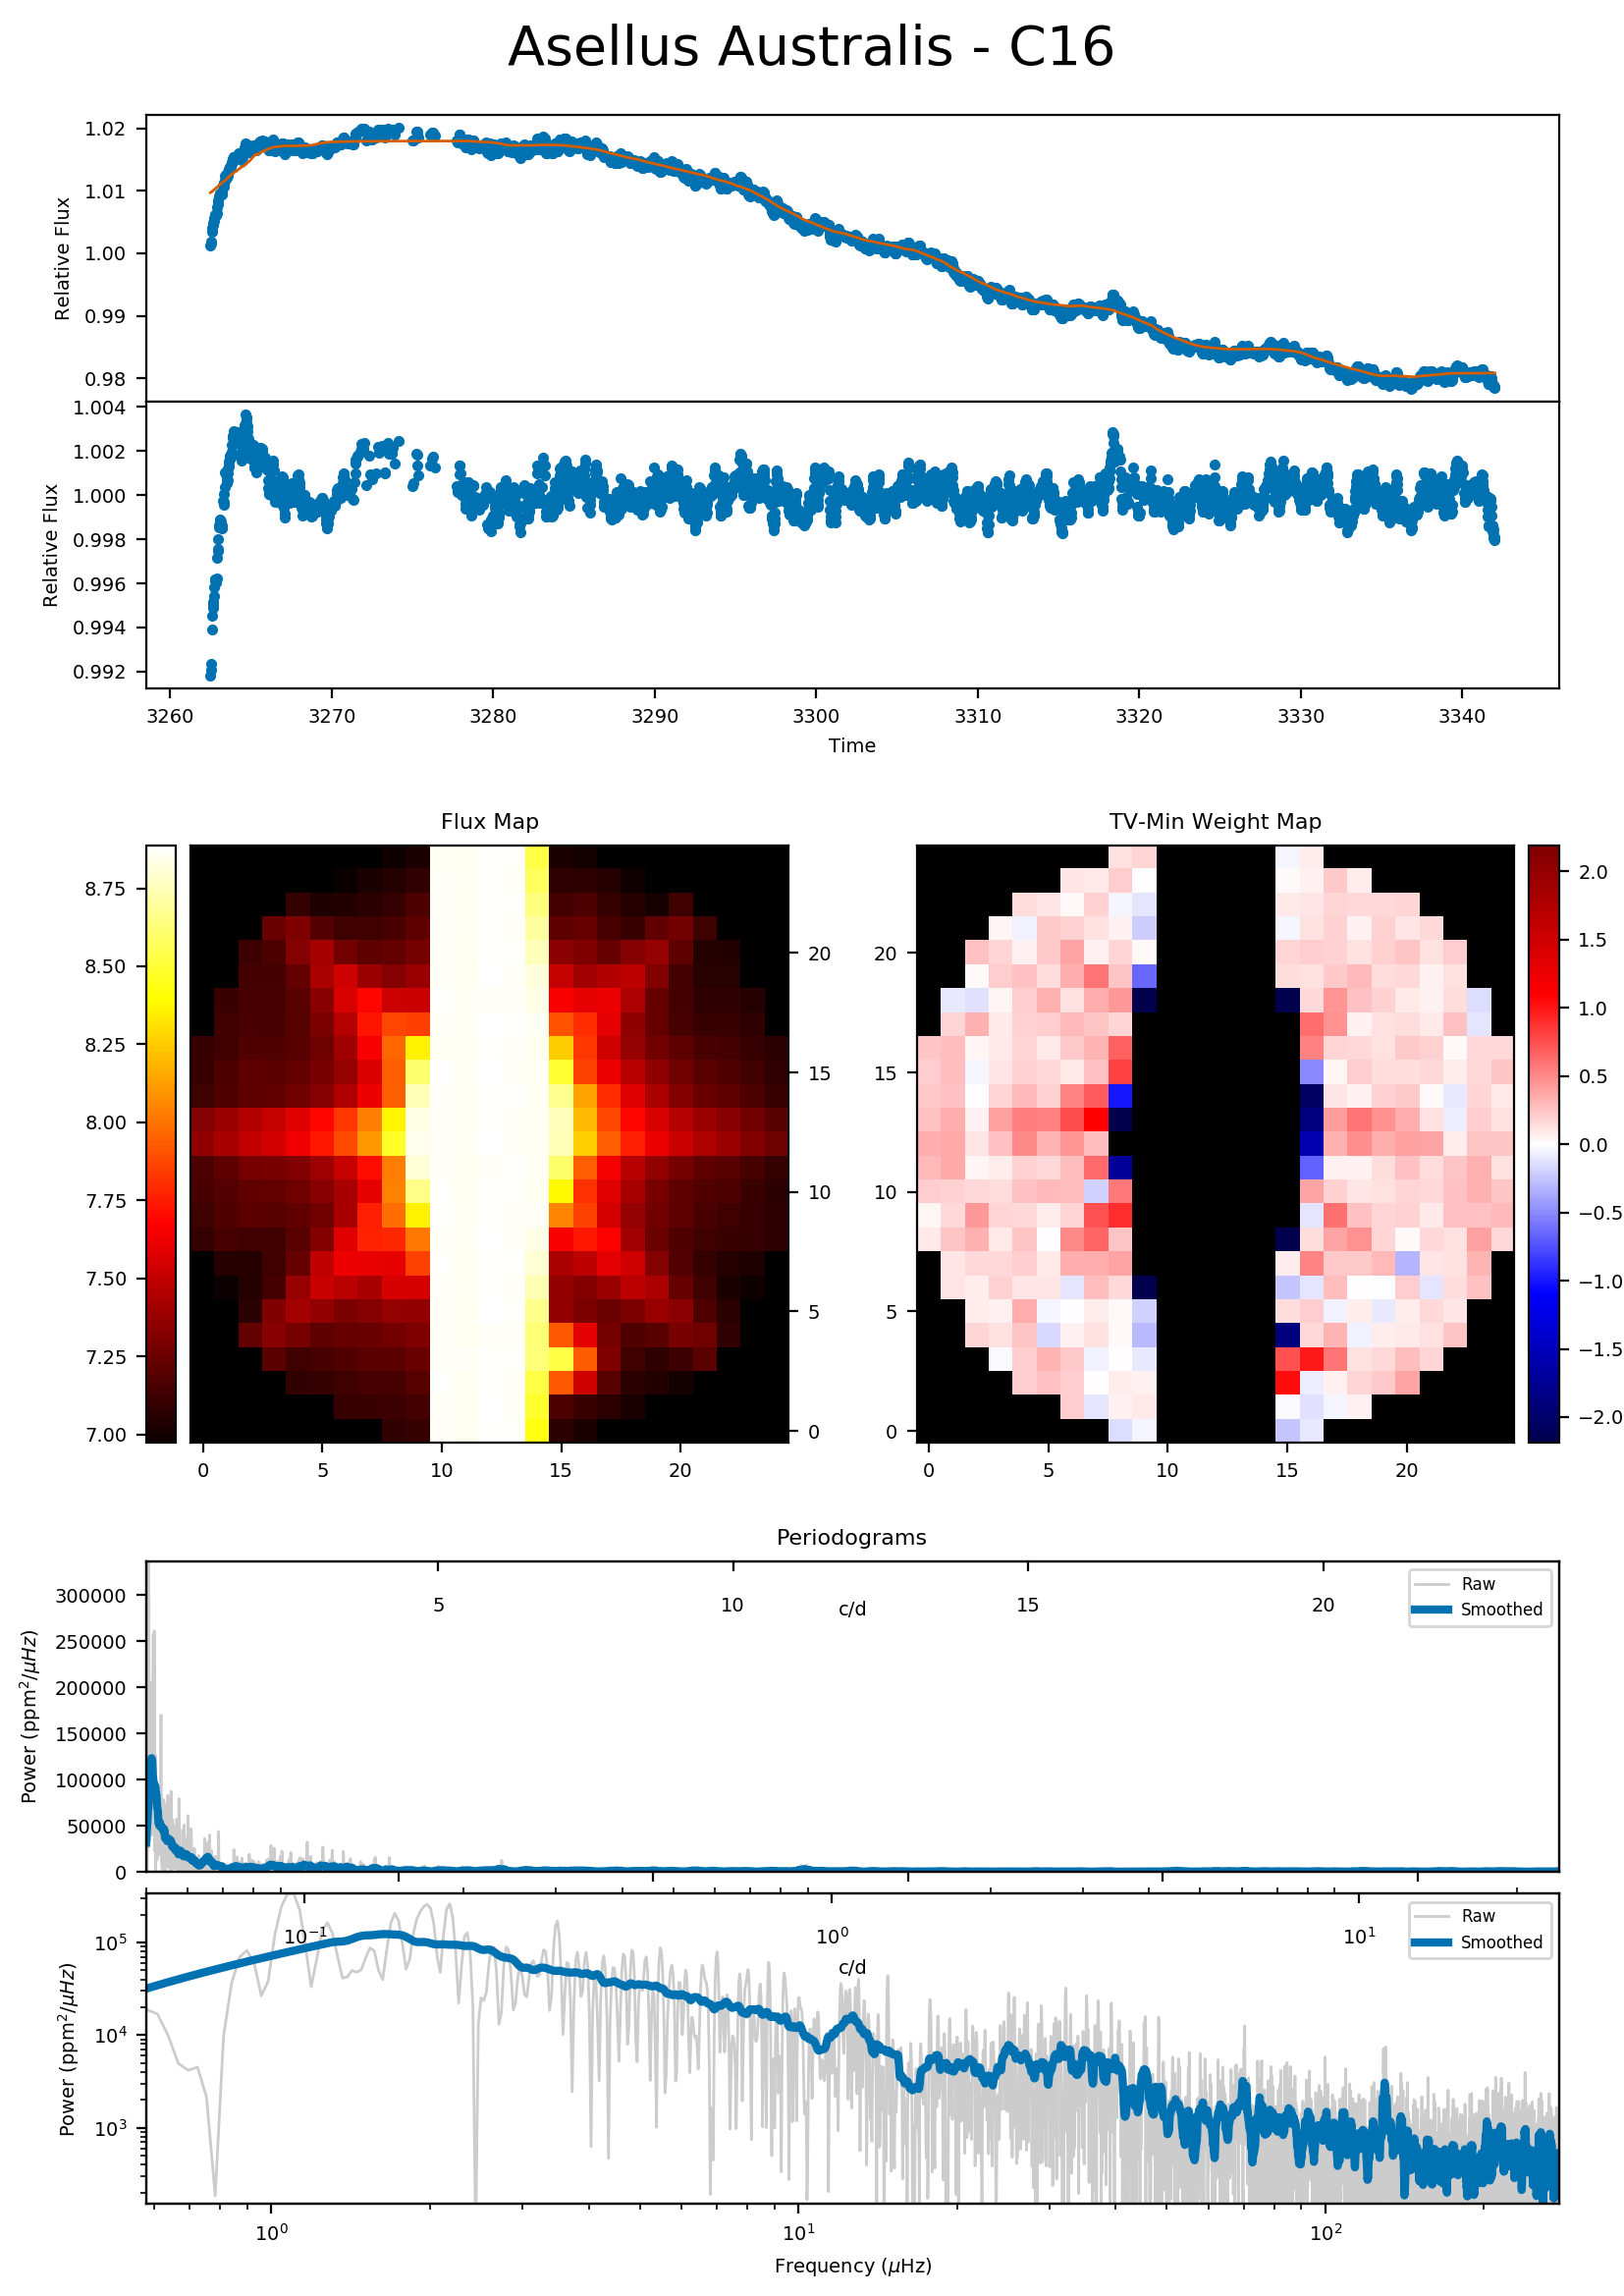 Asellus Australis - C16
1.02
1.01
1.00
0.99
0.98
Relative Flux
1.004
1.002
1.000
0.998
0.996
0.994
0.992
Relative Flux
3260 3270 3280 3290 3300 3310 3320 3330 3340
Time
Flux Map
TV-Min Weight Map
8.75
8.50
8.25
8.00
7.75
7.50
7.25
7.00
20
15
10
5
0
0 5 10 15 20
20
15
10
5
0
0 5 10 15 20
2.0
1.5
1.0
0.5
0.0
−0.5
−1.0
−1.5
−2.0
Periodograms
300000
250000
200000
150000
100000
50000
0
Power (ppm²/μHz)
5 10 15 20
c/d
Raw
Smoothed
10⁵
10⁴
10³
Power (ppm²/μHz)
10⁻¹ 10⁰ 10¹
c/d
Raw
Smoothed
10⁰ 10¹ 10²
Frequency (μHz)